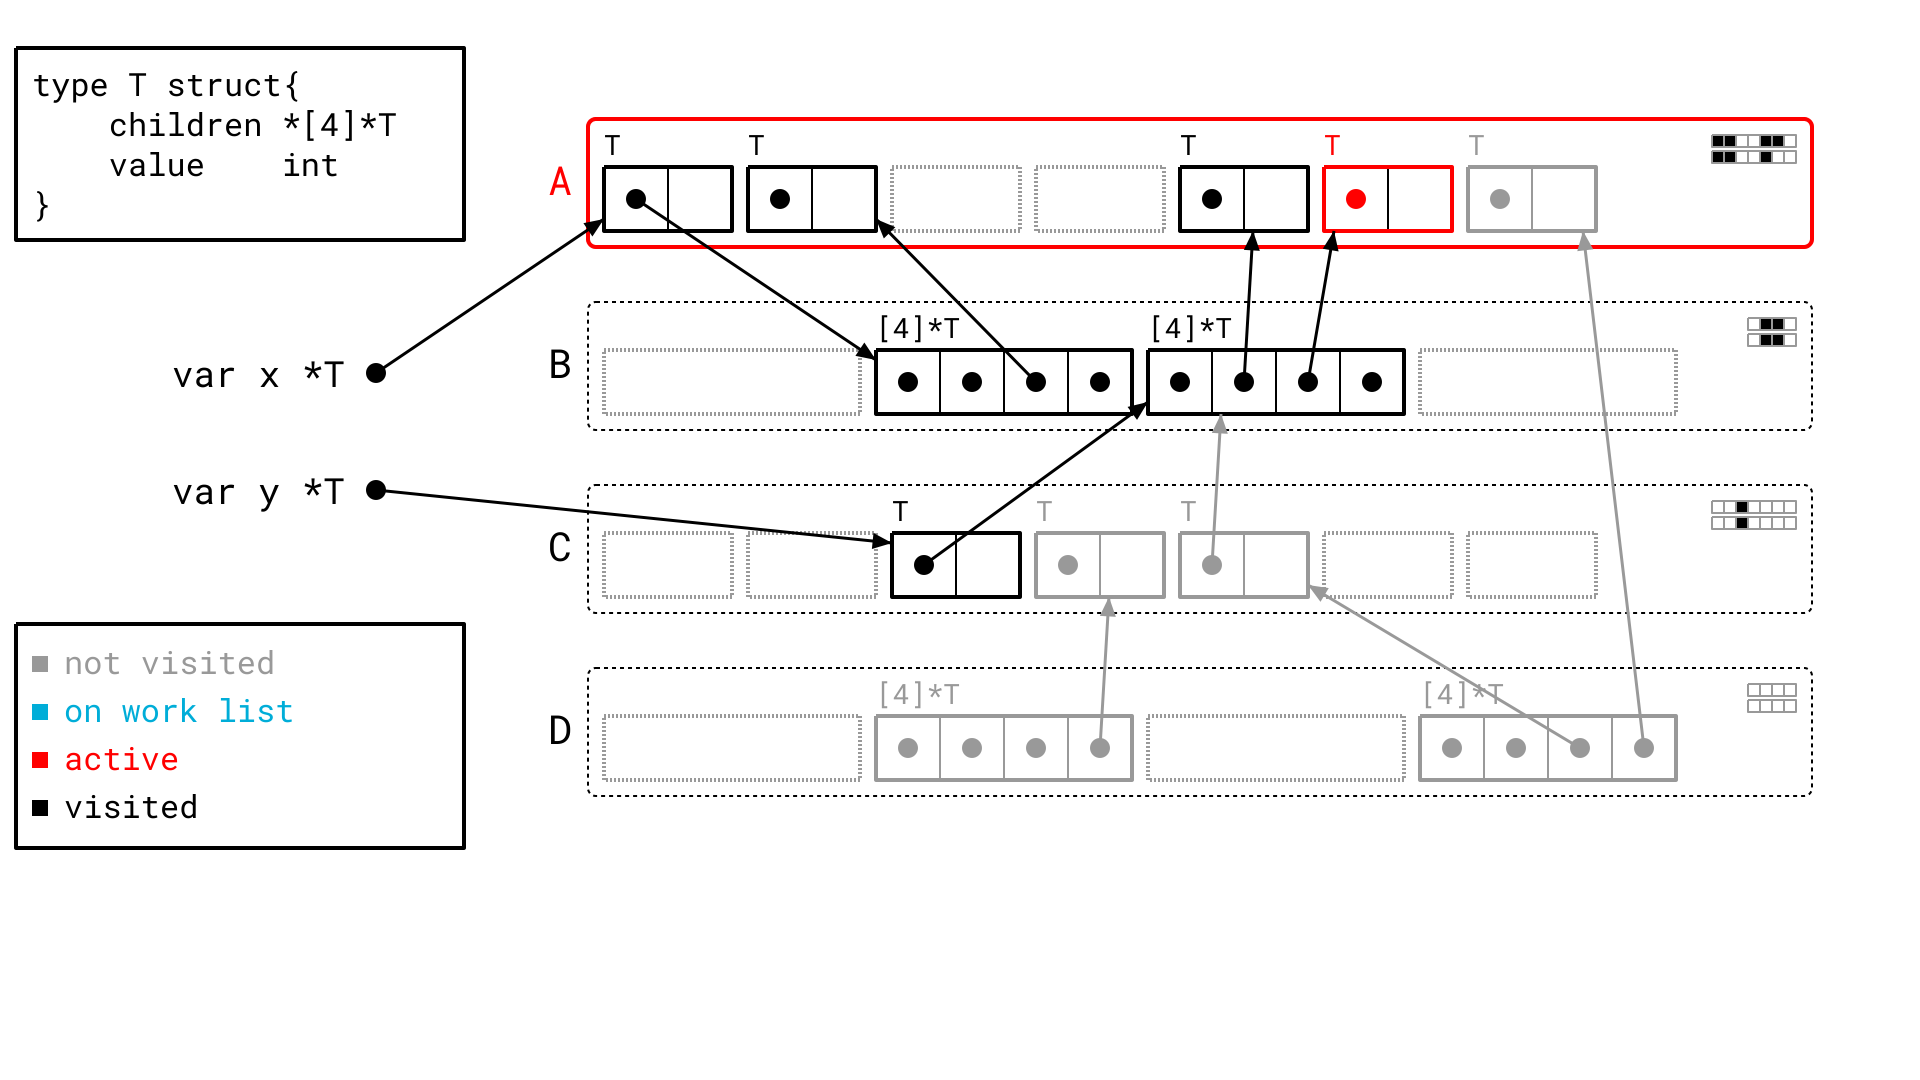 type T struct{
    children *[4]*T
    value    int
}
T T T T T
A
var x *T
[4]*T [4]*T
B
var y *T
T T T
C
[4]*T [4]*T
D
not visited
on work list
active
visited